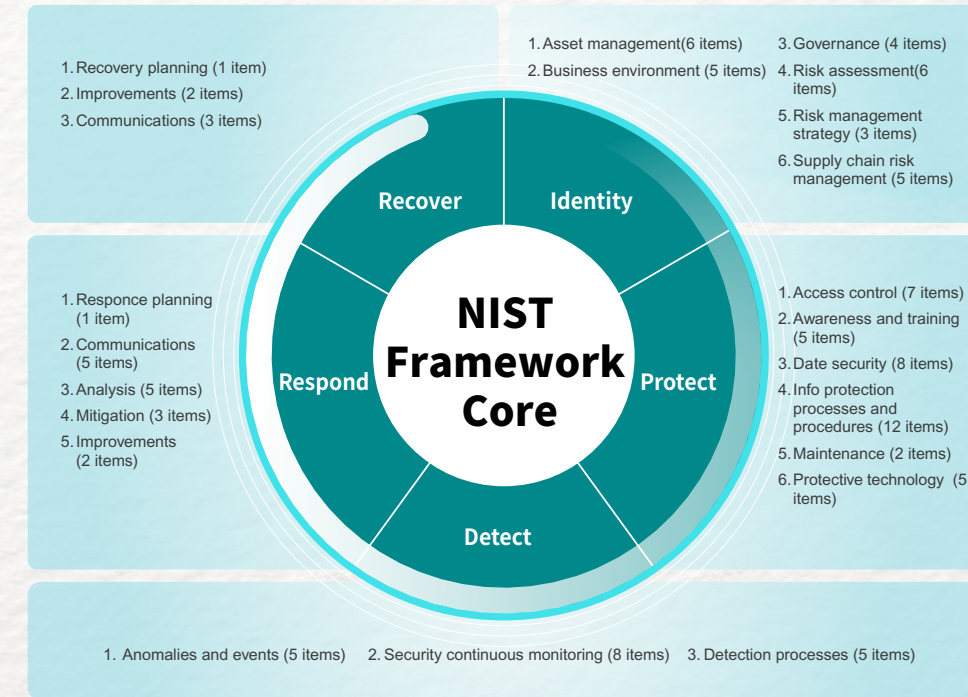 1. Recovery planning (1 item)
2. Improvements (2 items)
3. Communications (3 items)
1. Asset management(6 items)
2. Business environment (5 items)
3. Governance (4 items)
4. Risk assessment(6
items)
5. Risk management
strategy (3 items)
6. Supply chain risk
management (5 items)
Recover
Identity
NIST
Framework
Core
Respond
Protect
Detect
1. Responce planning
(1 item)
2. Communications
(5 items)
3. Analysis (5 items)
4. Mitigation (3 items)
5. Improvements
(2 items)
1. Access control (7 items)
2. Awareness and training
(5 items)
3. Date security (8 items)
4. Info protection
processes and
procedures (12 items)
5. Maintenance (2 items)
6. Protective technology (5
items)
1. Anomalies and events (5 items) 2. Security continuous monitoring (8 items) 3. Detection processes (5 items)